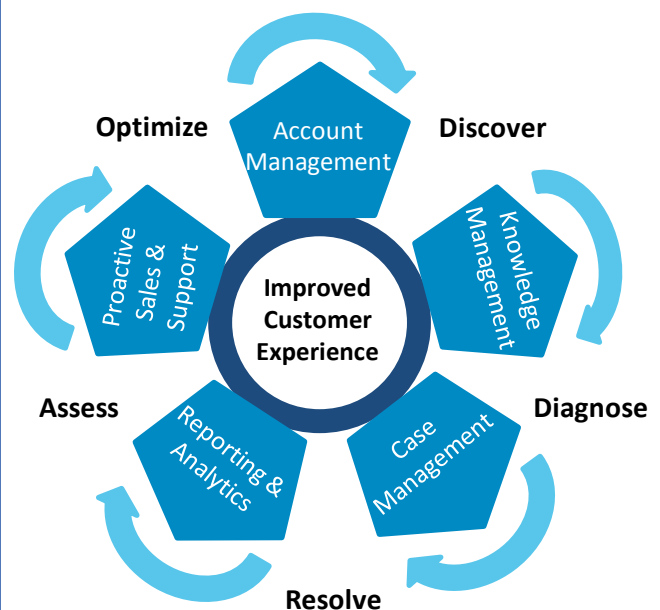 Optimize
Account
Management
Discover
Knowledge
Management
Diagnose
Case
Management
Resolve
Reporting &
Analytics
Assess
Proactive
Sales &
Support
Improved
Customer
Experience